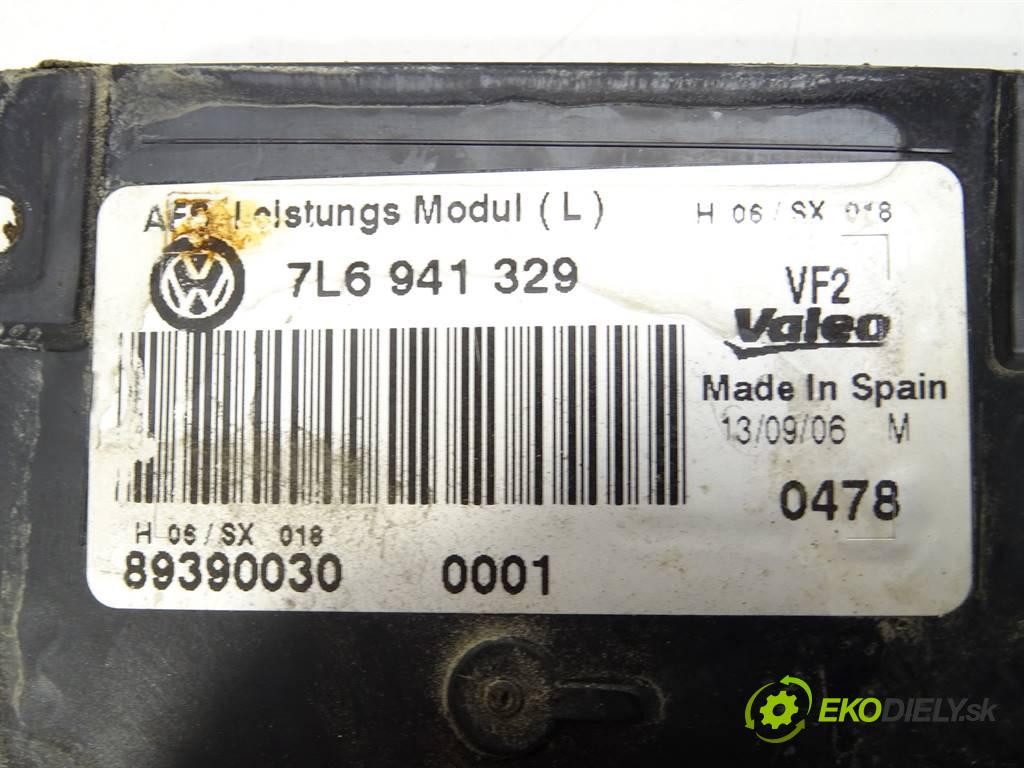 AFS Leistungs Modul ( L ) H 06 / SX 018
7L6 941 329 VF2
Valeo
Made In Spain
13/09/06 M
0478
H 06 / SX 018
89390030 0001
EKODIELY.sk